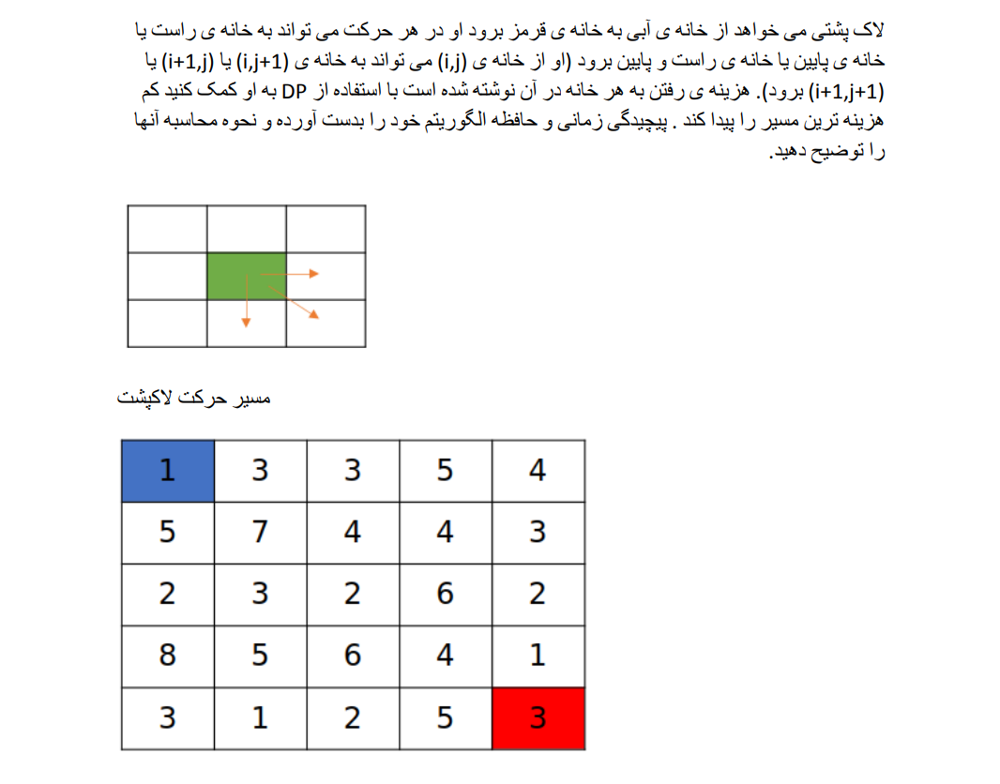 لاک پشتی می خواهد از خانه ی آبی به خانه ی قرمز برود او در هر حرکت می تواند به خانه ی راست یا
خانه ی پایین یا خانه ی راست و پایین برود (او از خانه ی (i,j) می تواند به خانه ی (i,j+1) یا (i+1,j) یا
(i+1,j+1) برود). هزینه ی رفتن به هر خانه در آن نوشته شده است با استفاده از DP به او کمک کنید کم
هزینه ترین مسیر را پیدا کند . پیچیدگی زمانی و حافظه الگوریتم خود را بدست آورده و نحوه محاسبه آنها
را توضیح دهید.
مسیر حرکت لاکپشت
1 3 3 5 4
5 7 4 4 3
2 3 2 6 2
8 5 6 4 1
3 1 2 5 3